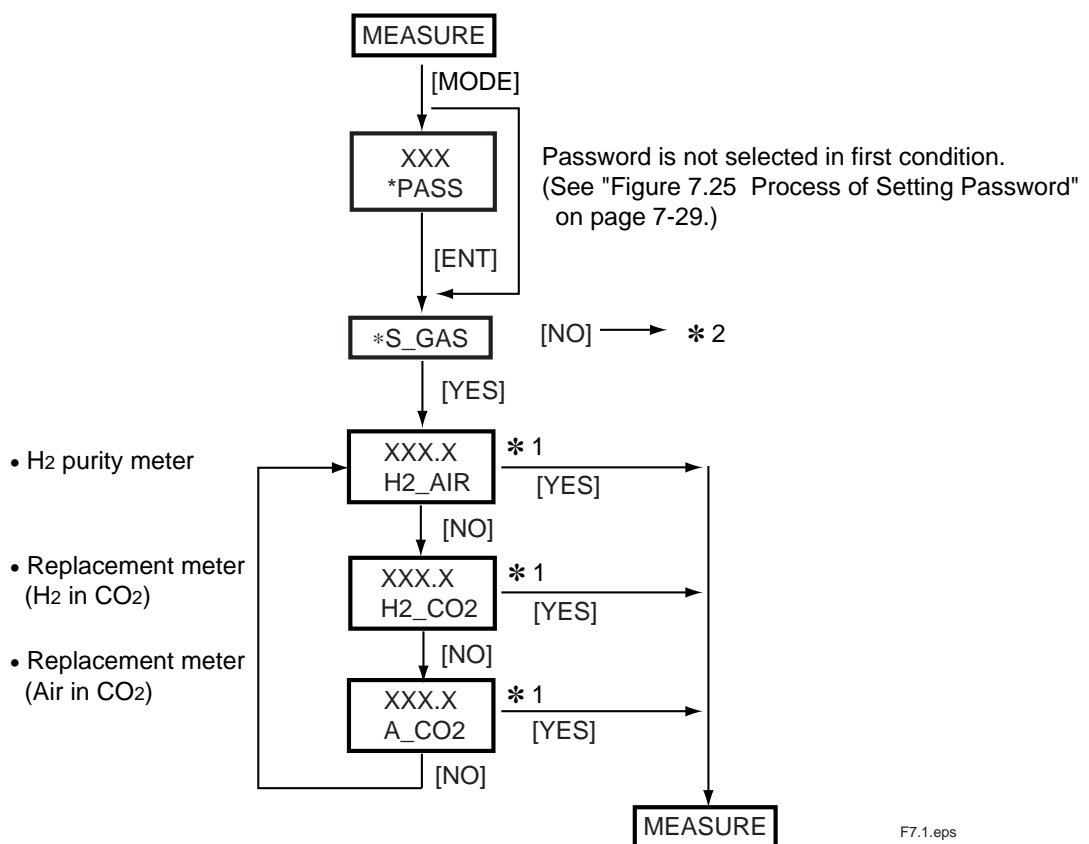 MEASURE
[MODE]
XXX
*PASS
Password is not selected in first condition.
(See "Figure 7.25 Process of Setting Password"
on page 7-29.)
[ENT]
*S_GAS
[NO]
* 2
[YES]
• H2 purity meter
XXX.X
H2_AIR
* 1
[YES]
[NO]
• Replacement meter
(H2 in CO2)
XXX.X
H2_CO2
* 1
[YES]
[NO]
• Replacement meter
(Air in CO2)
XXX.X
A_CO2
* 1
[YES]
[NO]
MEASURE
F7.1.eps